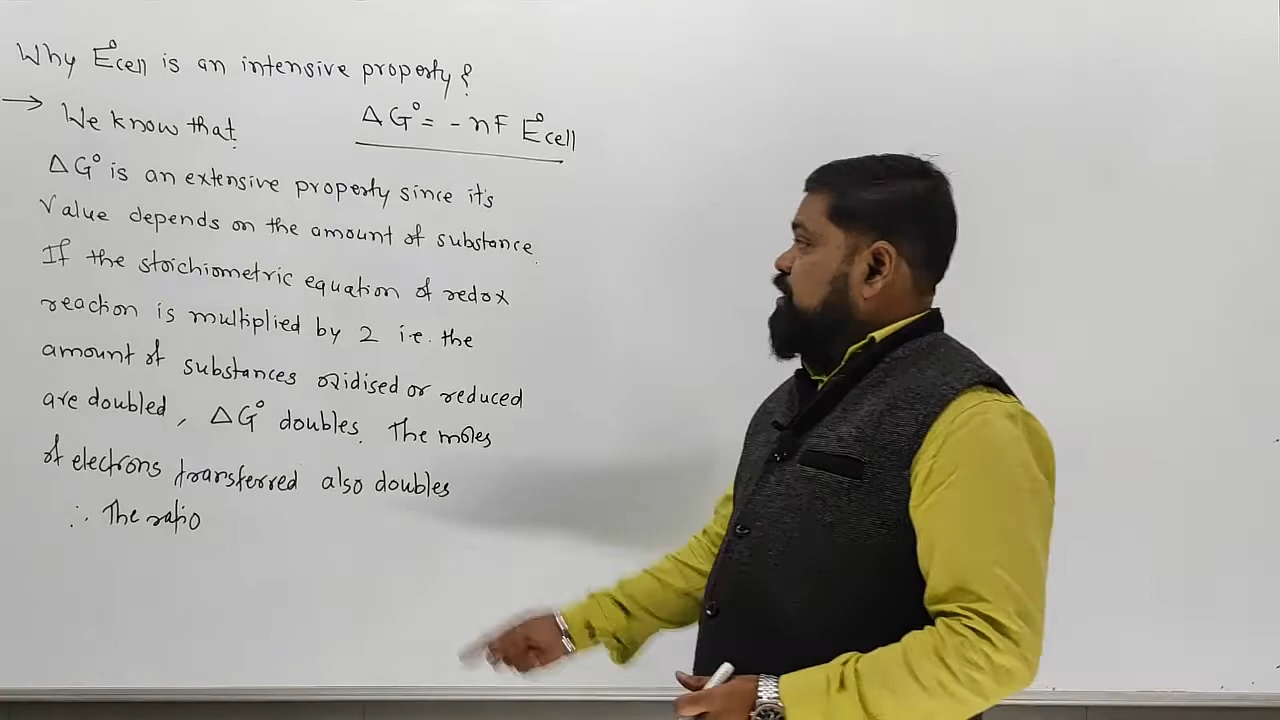 Why E°cell is an intensive property?
→ We know that. ΔG° = - nF E°cell
ΔG° is an extensive property since it's
Value depends on the amount of substance.
If the stoichiometric equation of redox
reaction is multiplied by 2 i.e. the
amount of substances oxidised or reduced
are doubled, ΔG° doubles. The moles
of electrons transferred also doubles
∴ The ratio